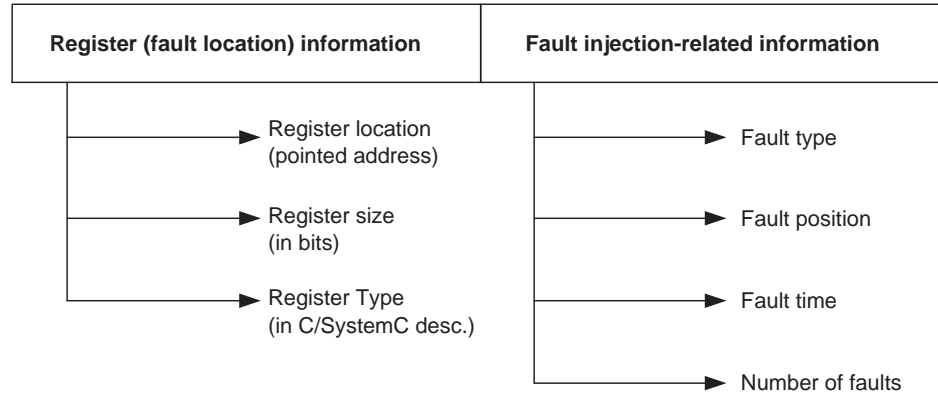 Register (fault location) information
Fault injection-related information
Register location
(pointed address)
Register size
(in bits)
Register Type
(in C/SystemC desc.)
Fault type
Fault position
Fault time
Number of faults